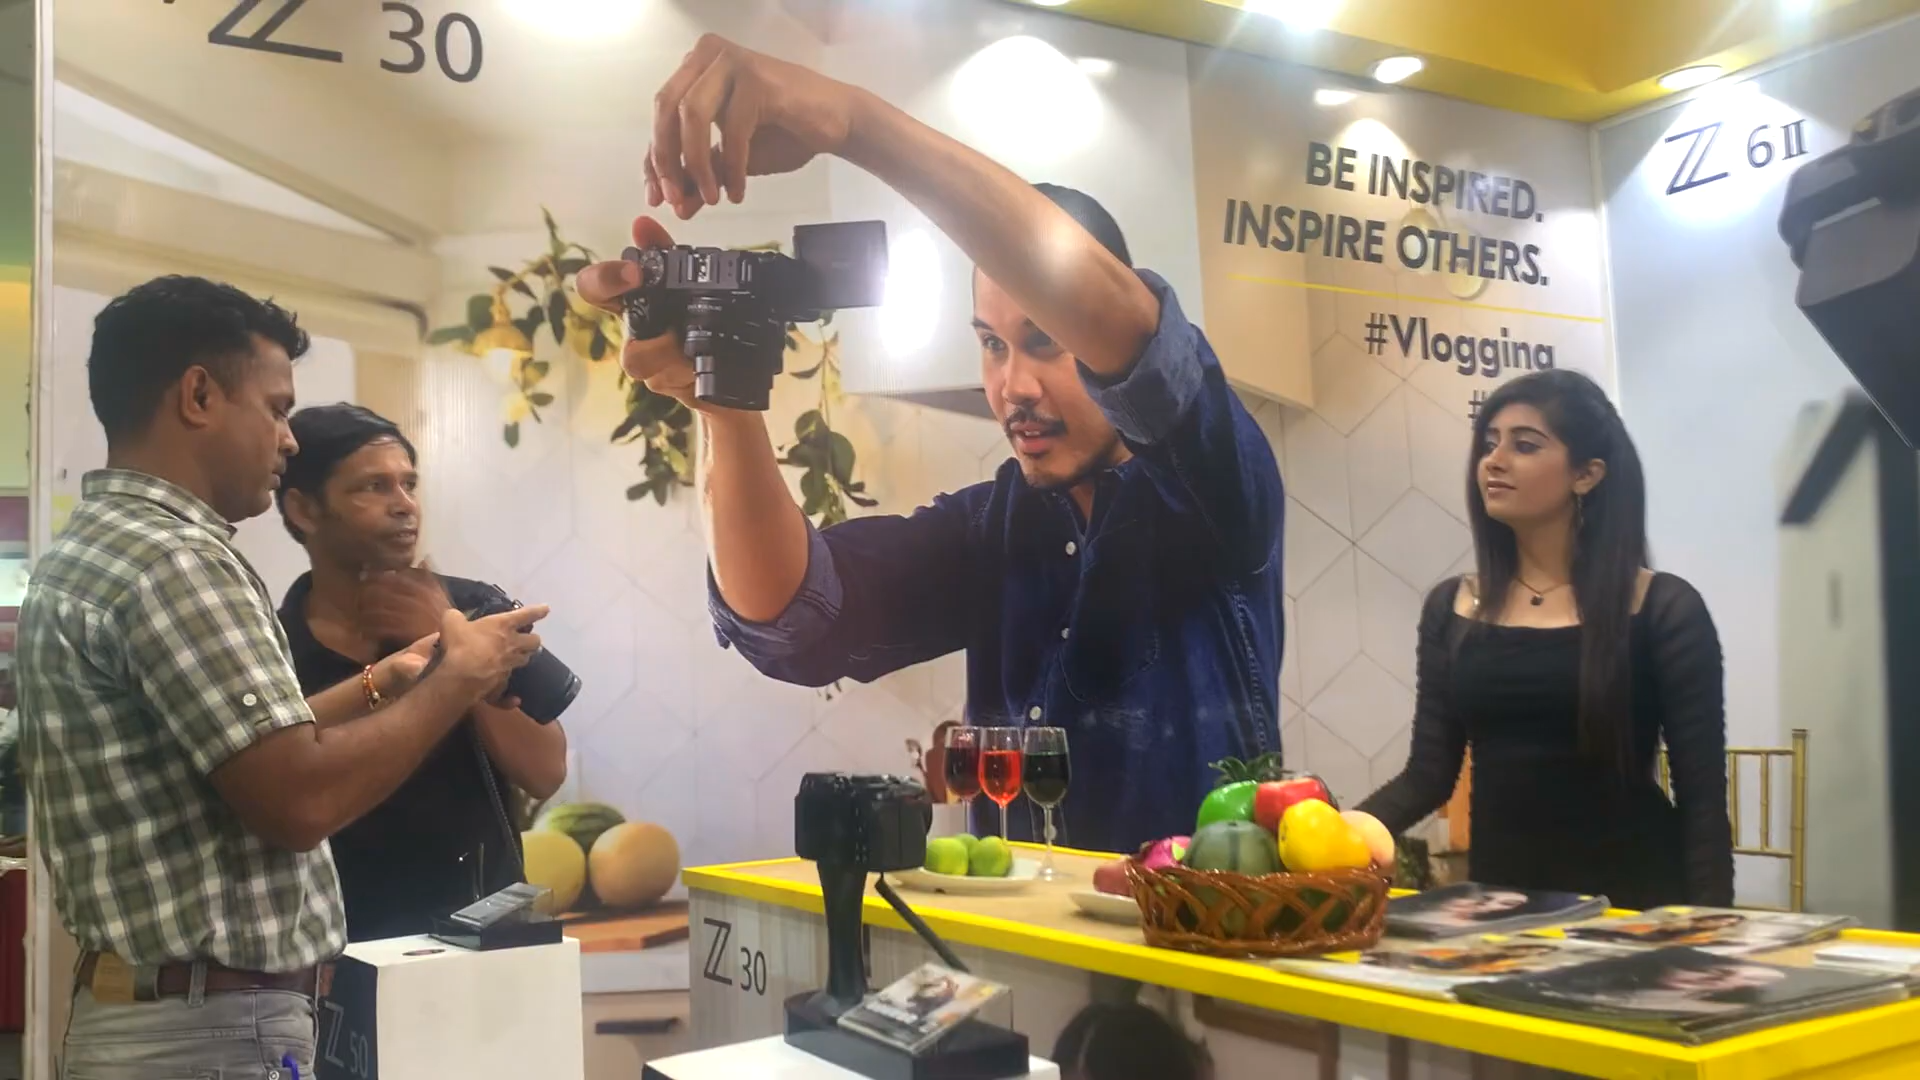 Z 30
BE INSPIRED.
INSPIRE OTHERS.
#Vlogging
#
Z 6II
Z 30
Z 50